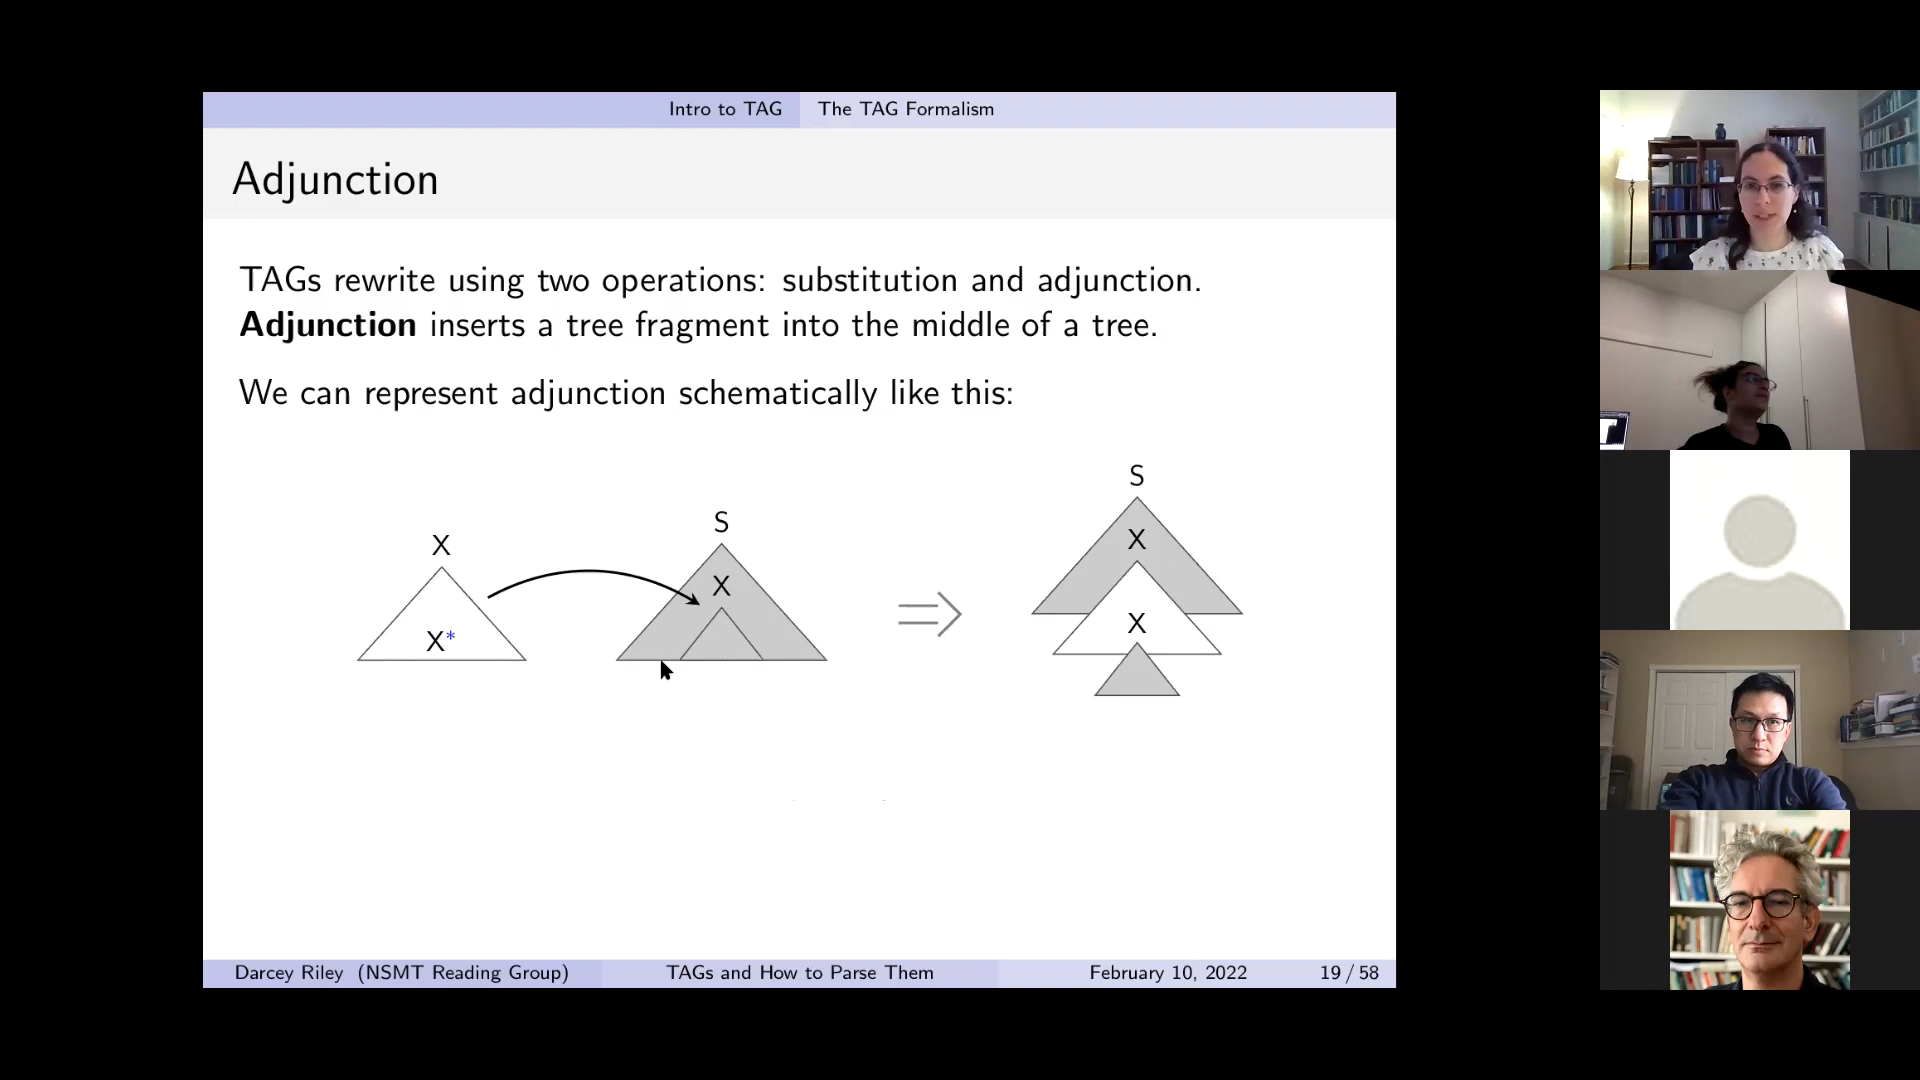 Intro to TAG The TAG Formalism
Adjunction
TAGs rewrite using two operations: substitution and adjunction.
Adjunction inserts a tree fragment into the middle of a tree.
We can represent adjunction schematically like this:
X
X*
S
X
⇒
S
X
X
Darcey Riley (NSMT Reading Group) TAGs and How to Parse Them February 10, 2022 19 / 58